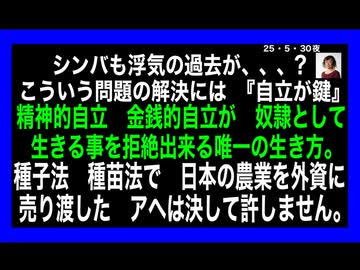 25・5・30夜
シンバも浮気の過去が、、、?
こういう問題の解決には 『自立が鍵』
精神的自立 金銭的自立が 奴隷として
生きる事を拒絶出来る唯一の生き方。
種子法 種苗法で 日本の農業を外資に
売り渡した アヘは決して許しません。